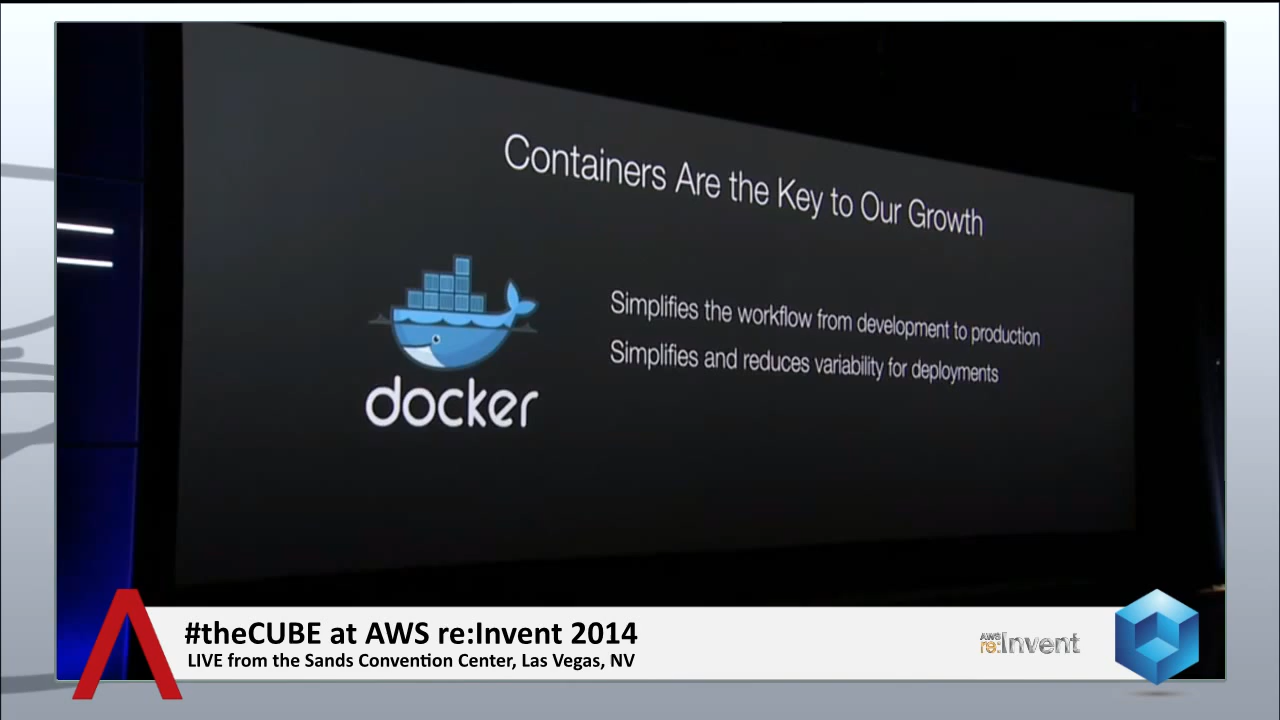 Containers Are the Key to Our Growth
Simplifies the workflow from development to production
Simplifies and reduces variability for deployments
docker
#theCUBE at AWS re:Invent 2014
LIVE from the Sands Convention Center, Las Vegas, NV
AWS
re:Invent